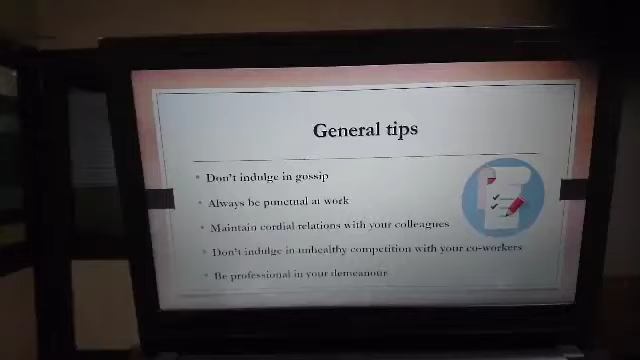 General tips
Don't indulge in gossip
Always be punctual at work
Maintain cordial relations with your colleagues
Don't indulge in unhealthy competition with your co-workers
Be professional in your demeanour